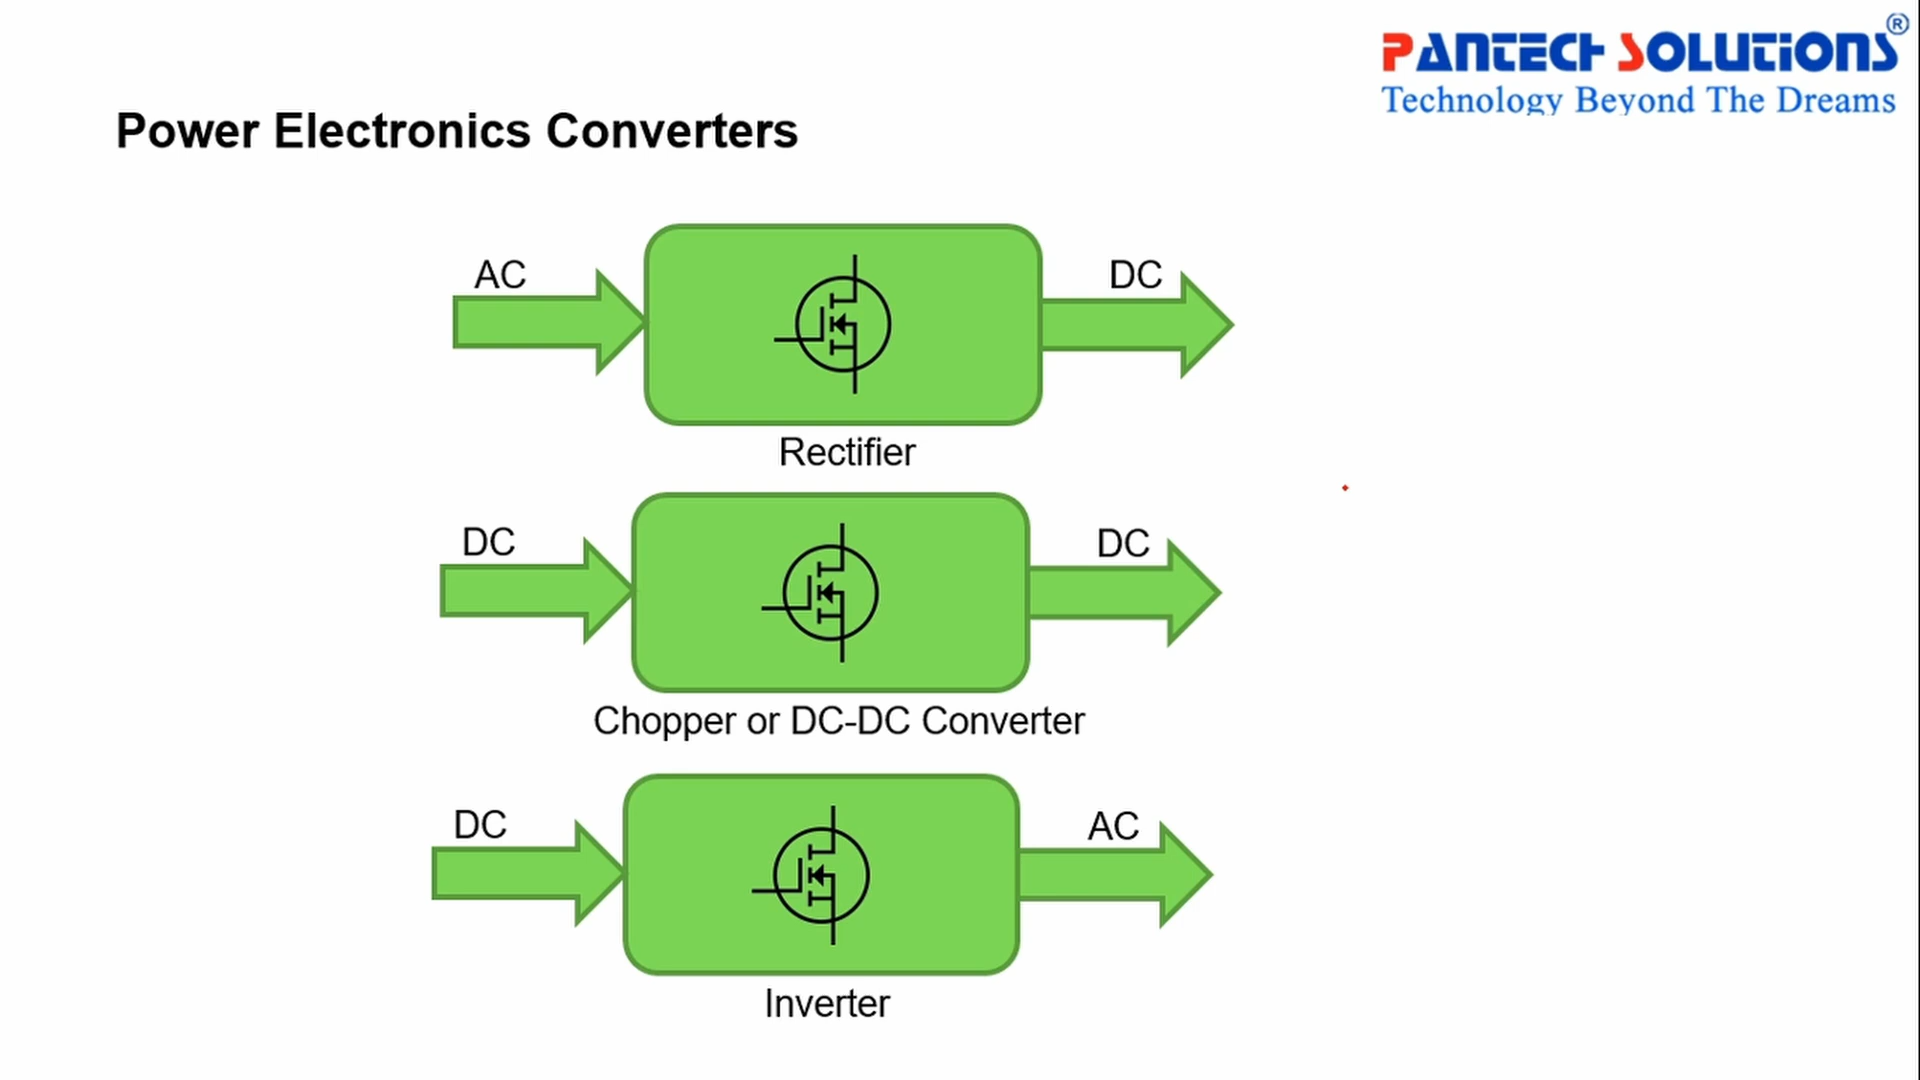 PANTECH SOLUTIONS®
Technology Beyond The Dreams
Power Electronics Converters
AC
DC
Rectifier
DC
DC
Chopper or DC-DC Converter
DC
AC
Inverter